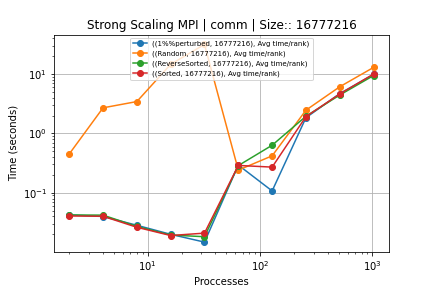 Strong Scaling MPI | comm | Size:: 16777216
((1%%perturbed, 16777216), Avg time/rank)
((Random, 16777216), Avg time/rank)
((ReverseSorted, 16777216), Avg time/rank)
((Sorted, 16777216), Avg time/rank)
Time (seconds)
10¹
10⁰
10⁻¹
10¹ 10² 10³
Proccesses